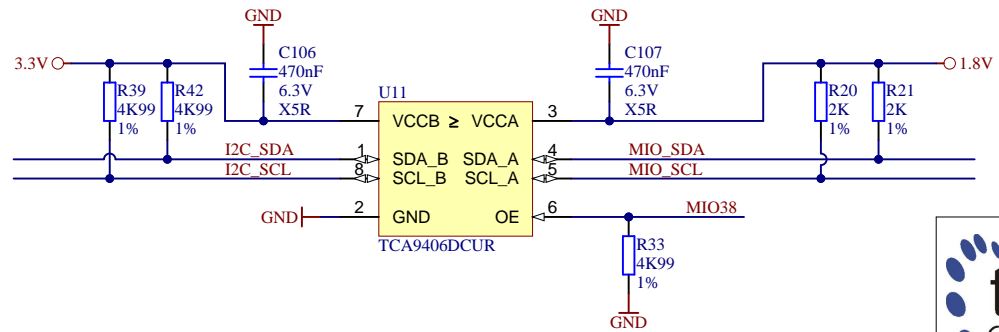 GND
GND
3.3V
C106
470nF
6.3V
X5R
C107
470nF
6.3V
X5R
1.8V
R39
4K99
1%
R42
4K99
1%
R20
2K
1%
R21
2K
1%
U11
7
VCCB ≥ VCCA
3
I2C_SDA
1
SDA_B
SDA_A
4
MIO_SDA
I2C_SCL
8
SCL_B
SCL_A
5
MIO_SCL
GND
2
GND
OE
6
MIO38
TCA9406DCUR
R33
4K99
1%
GND